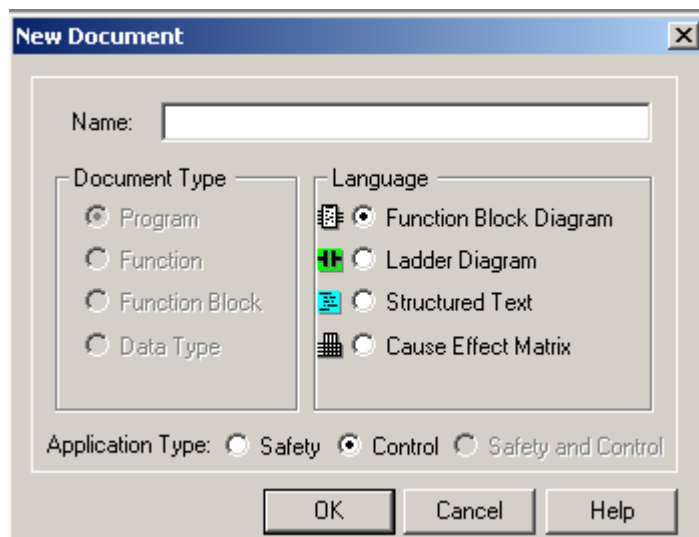 New Document
Name:
Document Type
Program
Function
Function Block
Data Type
Language
Function Block Diagram
Ladder Diagram
Structured Text
Cause Effect Matrix
Application Type: Safety Control Safety and Control
OK Cancel Help